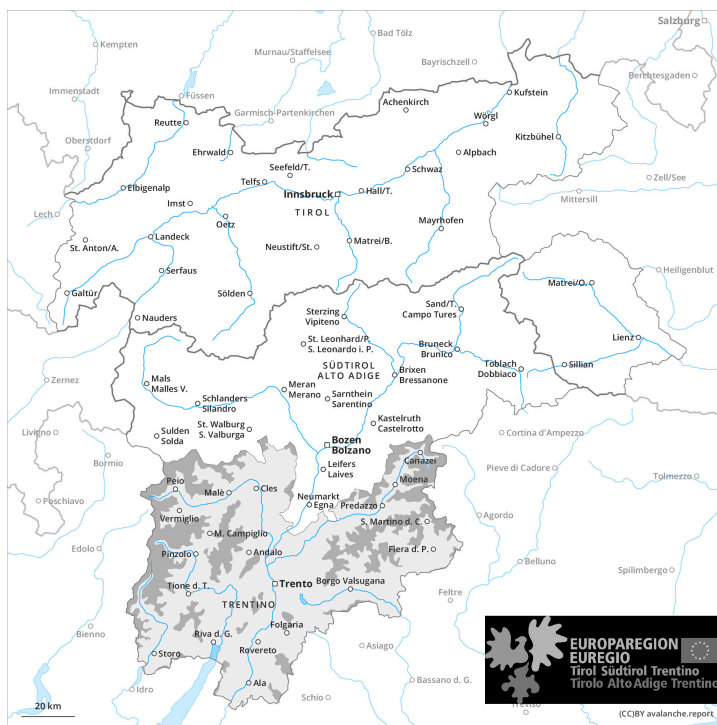 Salzburg
Kempten
Bad Tölz
Murnau/Staffelsee
Bayrischzell
Berchtesgaden
Immenstadt
Füssen
Kufstein
Achenkirch
Garmisch-Partenkirchen
Reutte
Wörgl
Kitzbühel
Oberstdorf
Ehrwald
Alpbach
Seefeld/T.
Schwaz
Zell/See
Elbigenalp
Telfs
Innsbruck
Hall/T.
Mittersill
Imst
TIROL
Lech
Oetz
Mayrhofen
Landeck
Matrei/B.
St. Anton/A.
Neustift/St.
Serfaus
Heiligenblut
Matrei/O.
Galtür
Sölden
Sand/T.
Campo Tures
Nauders
Sterzing
Vipiteno
Lienz
St. Leonhard/P.
S. Leonardo i. P.
Bruneck
Brunico
Sillian
SÜDTIROL
ALTO ADIGE
Brixen
Bressanone
Toblach
Dobbiaco
Zernez
Mals
Malles V.
Meran
Merano
Schlanders
Silandro
Sarnthein
Sarentino
Livigno
Sulden
Solda
St. Walburg
S. Valburga
Kastelruth
Castelrotto
Cortina d'Ampezzo
Bozen
Bolzano
Bormio
Canazei
Pieve di Cadore
Leifers
Laives
Tolmezzo
Peio
Malè
Cles
Moena
Poschiavo
Neumarkt
Egna
Predazzo
Vermiglio
S. Martino d. C.
Agordo
M. Campiglio
Edolo
Pinzolo
Andalo
Fiera d. P.
Belluno
Spilimbergo
Tione d. T.
Trento
Borgo Valsugana
Feltre
TRENTINO
Bienno
Folgaria
Riva d. G.
Rovereto
Asiago
Storo
Ala
Idro
Schio
Bassano d. G.
Treviso
EUROPAREGION
EUREGIO
Tirol Südtirol Trentino
Tirolo Alto Adige Trentino
20 km
(CC)BY avalanche.report